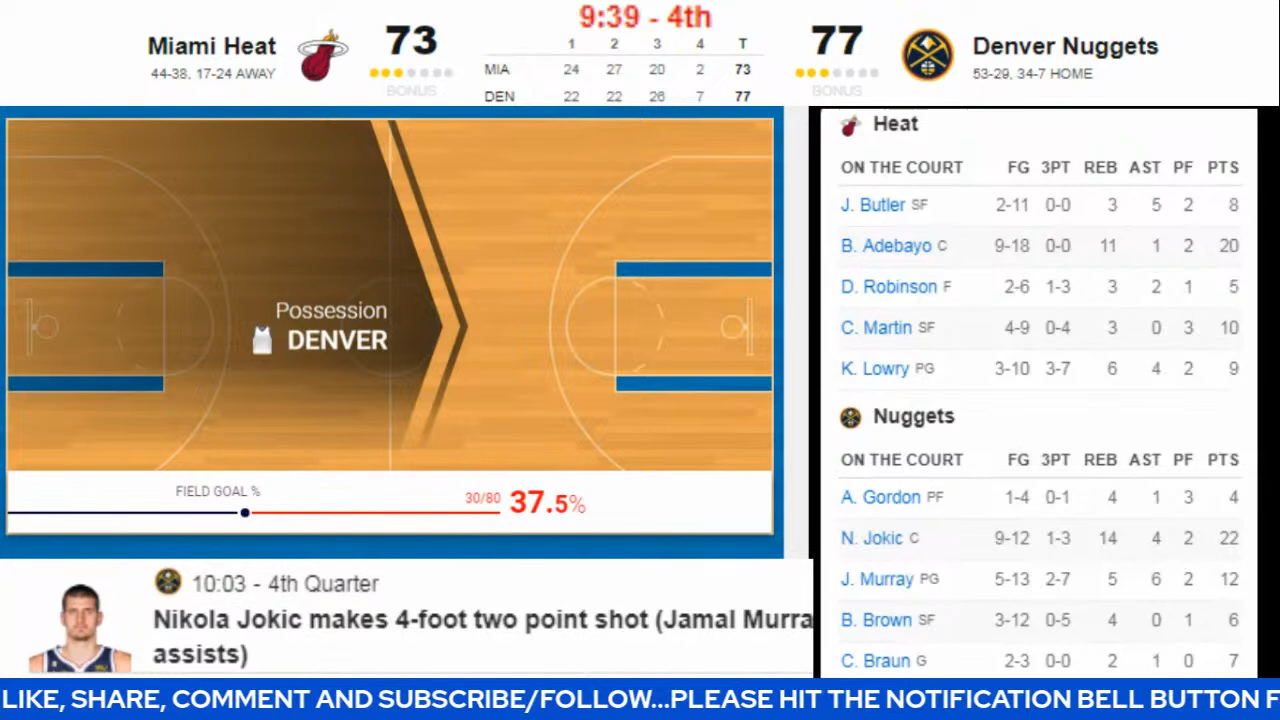 Miami Heat
44-38, 17-24 AWAY
73
BONUS
9:39 - 4th
1 2 3 4 T
MIA 24 27 20 2 73
DEN 22 22 26 7 77
77
BONUS
Denver Nuggets
53-29, 34-7 HOME
Possession
DENVER
FIELD GOAL %
30/80 37.5%
10:03 - 4th Quarter
Nikola Jokic makes 4-foot two point shot (Jamal Murra
assists)
Heat
ON THE COURT FG 3PT REB AST PF PTS
J. Butler SF 2-11 0-0 3 5 2 8
B. Adebayo C 9-18 0-0 11 1 2 20
D. Robinson F 2-6 1-3 3 2 1 5
C. Martin SF 4-9 0-4 3 0 3 10
K. Lowry PG 3-10 3-7 6 4 2 9
Nuggets
ON THE COURT FG 3PT REB AST PF PTS
A. Gordon PF 1-4 0-1 4 1 3 4
N. Jokic C 9-12 1-3 14 4 2 22
J. Murray PG 5-13 2-7 5 6 2 12
B. Brown SF 3-12 0-5 4 0 1 6
C. Braun G 2-3 0-0 2 1 0 7
LIKE, SHARE, COMMENT AND SUBSCRIBE/FOLLOW...PLEASE HIT THE NOTIFICATION BELL BUTTON F